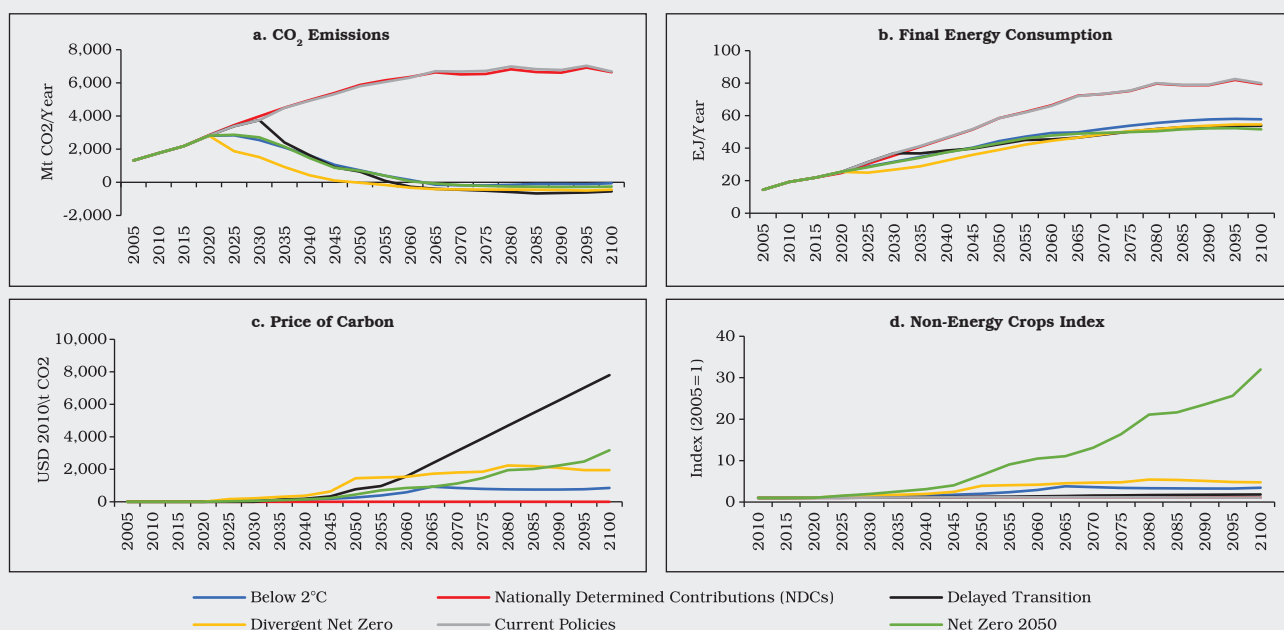 a. CO2 Emissions
Mt CO2/Year
8,000
6,000
4,000
2,000
0
-2,000
2005 2010 2015 2020 2025 2030 2035 2040 2045 2050 2055 2060 2065 2070 2075 2080 2085 2090 2095 2100
b. Final Energy Consumption
EJ/Year
100
80
60
40
20
0
2005 2010 2015 2020 2025 2030 2035 2040 2045 2050 2055 2060 2065 2070 2075 2080 2085 2090 2095 2100
c. Price of Carbon
USD 2010\t CO2
10,000
8,000
6,000
4,000
2,000
0
2005 2010 2015 2020 2025 2030 2035 2040 2045 2050 2055 2060 2065 2070 2075 2080 2085 2090 2095 2100
d. Non-Energy Crops Index
Index (2005=1)
40
30
20
10
0
2010 2015 2020 2025 2030 2035 2040 2045 2050 2055 2060 2065 2070 2075 2080 2085 2090 2095 2100
Below 2°C Nationally Determined Contributions (NDCs) Delayed Transition
Divergent Net Zero Current Policies Net Zero 2050